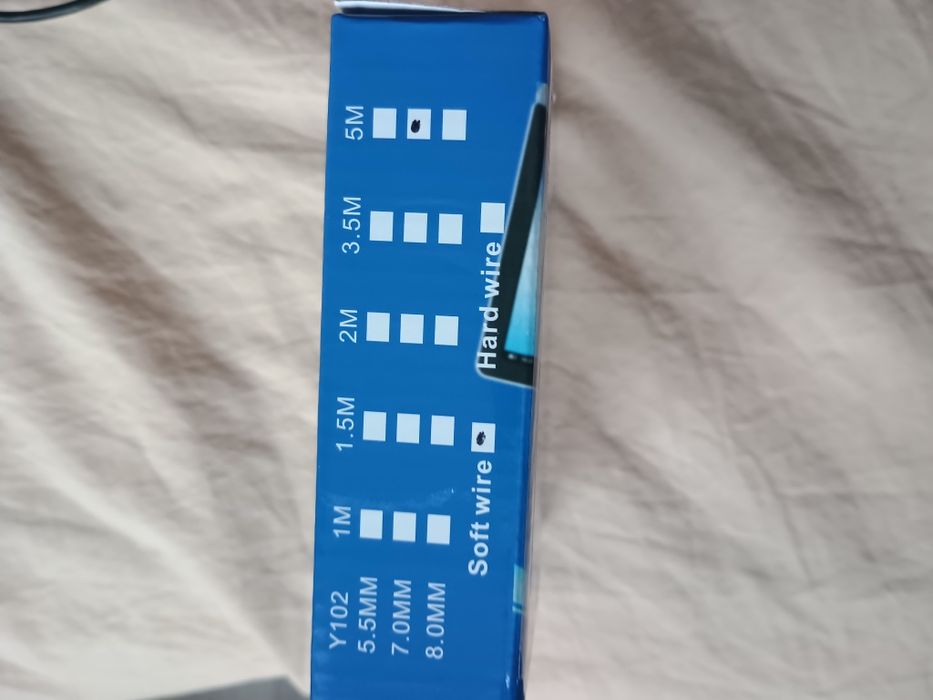 Y102 1M 1.5M 2M 3.5M 5M
5.5MM
7.0MM
8.0MM
Soft wire Hard wire